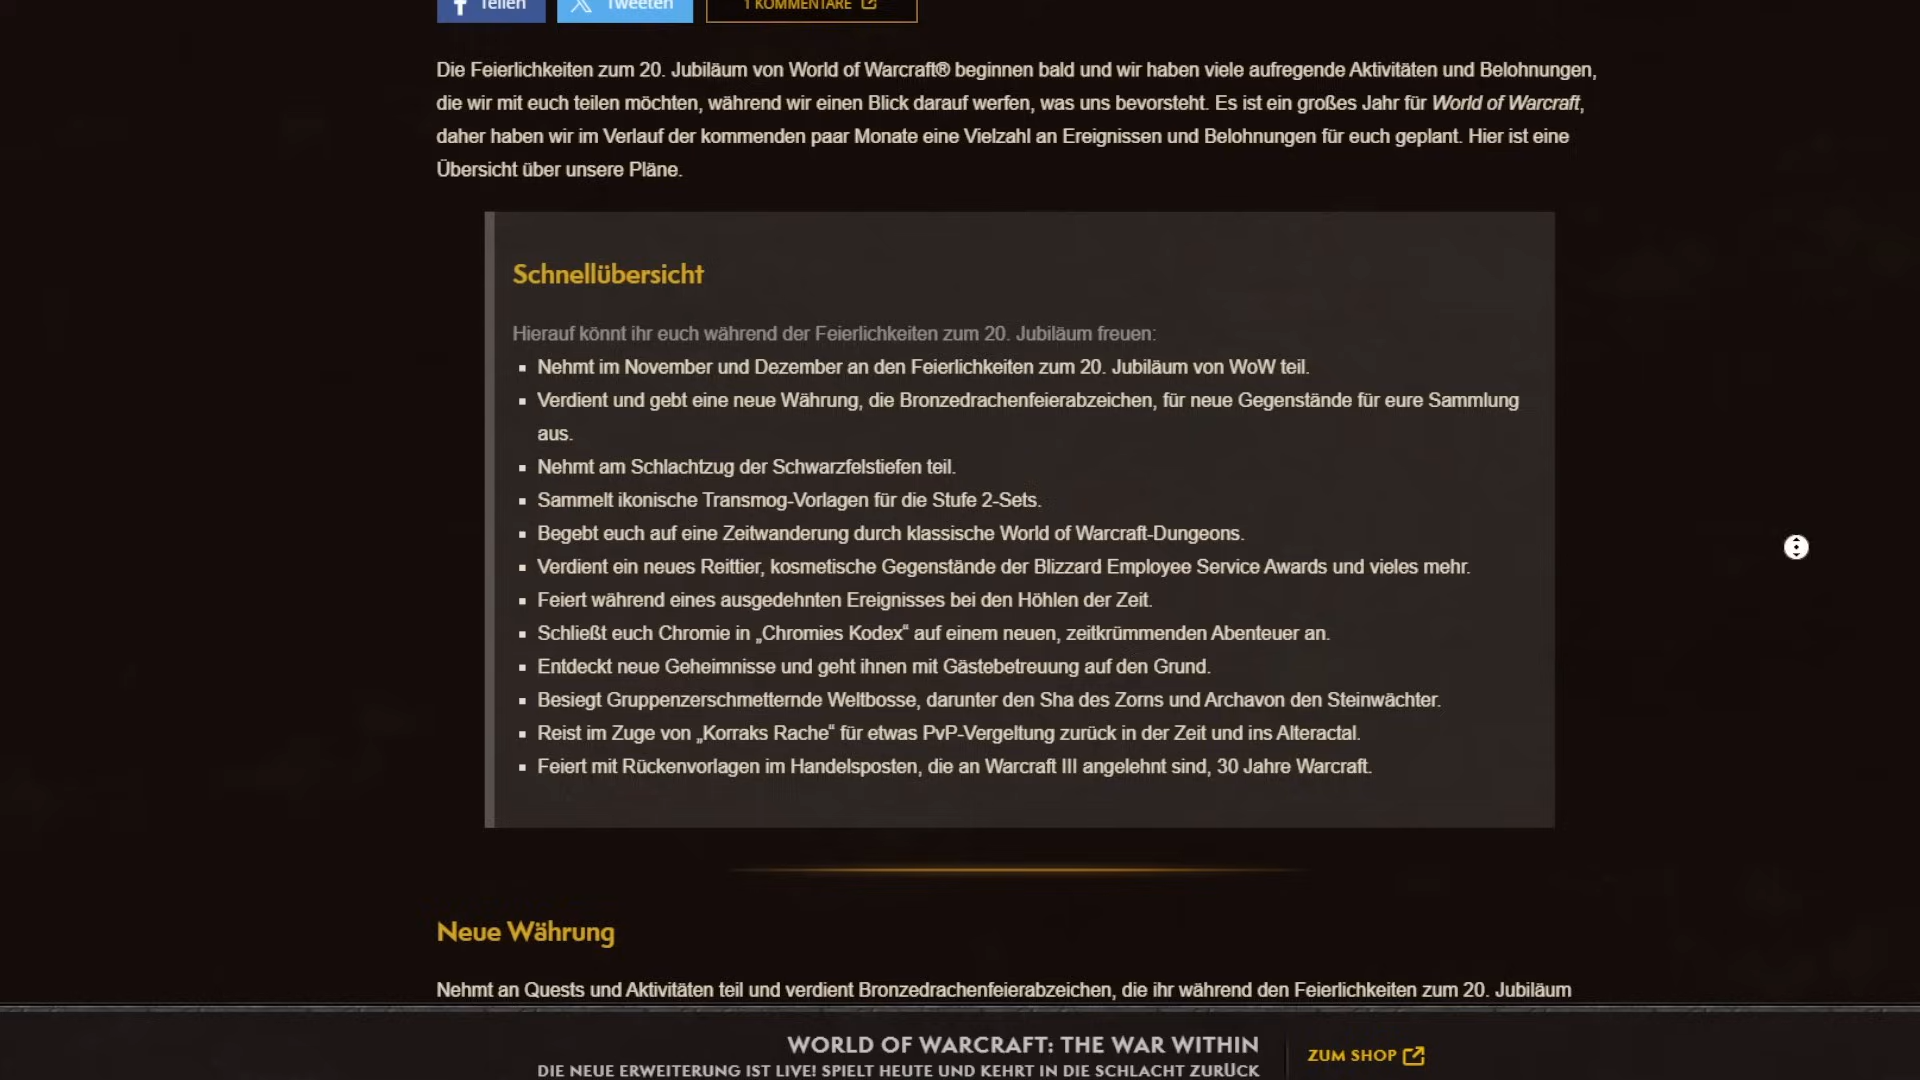 Teilen
Tweeten
1 KOMMENTARE
Die Feierlichkeiten zum 20. Jubiläum von World of Warcraft® beginnen bald und wir haben viele aufregende Aktivitäten und Belohnungen,
die wir mit euch teilen möchten, während wir einen Blick darauf werfen, was uns bevorsteht. Es ist ein großes Jahr für World of Warcraft,
daher haben wir im Verlauf der kommenden paar Monate eine Vielzahl an Ereignissen und Belohnungen für euch geplant. Hier ist eine
Übersicht über unsere Pläne.
Schnellübersicht
Hierauf könnt ihr euch während der Feierlichkeiten zum 20. Jubiläum freuen:
▪ Nehmt im November und Dezember an den Feierlichkeiten zum 20. Jubiläum von WoW teil.
▪ Verdient und gebt eine neue Währung, die Bronzedrachenfeierabzeichen, für neue Gegenstände für eure Sammlung
aus.
▪ Nehmt am Schlachtzug der Schwarzfelstiefen teil.
▪ Sammelt ikonische Transmog-Vorlagen für die Stufe 2-Sets.
▪ Begebt euch auf eine Zeitwanderung durch klassische World of Warcraft-Dungeons.
▪ Verdient ein neues Reittier, kosmetische Gegenstände der Blizzard Employee Service Awards und vieles mehr.
▪ Feiert während eines ausgedehnten Ereignisses bei den Höhlen der Zeit.
▪ Schließt euch Chromie in „Chromies Kodex“ auf einem neuen, zeitkrümmenden Abenteuer an.
▪ Entdeckt neue Geheimnisse und geht ihnen mit Gästebetreuung auf den Grund.
▪ Besiegt Gruppenzerschmetternde Weltbosse, darunter den Sha des Zorns und Archavon den Steinwächter.
▪ Reist im Zuge von „Korraks Rache“ für etwas PvP-Vergeltung zurück in der Zeit und ins Alteractal.
▪ Feiert mit Rückenvorlagen im Handelsposten, die an Warcraft III angelehnt sind, 30 Jahre Warcraft.
Neue Währung
Nehmt an Quests und Aktivitäten teil und verdient Bronzedrachenfeierabzeichen, die ihr während den Feierlichkeiten zum 20. Jubiläum
WORLD OF WARCRAFT: THE WAR WITHIN
DIE NEUE ERWEITERUNG IST LIVE! SPIELT HEUTE UND KEHRT IN DIE SCHLACHT ZURÜCK
ZUM SHOP